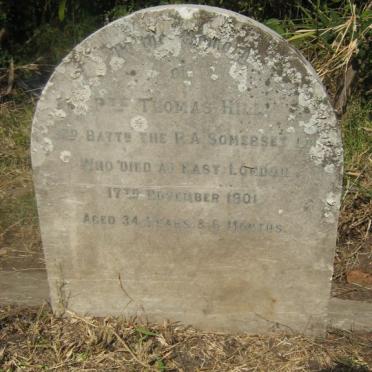 OF
PTE THOMAS HILL
BATTN THE P.A SOMERSET
WHO DIED AT EAST LONDON
17TH NOVEMBER 1901
AGED 34 YEARS & 6 MONTHS.